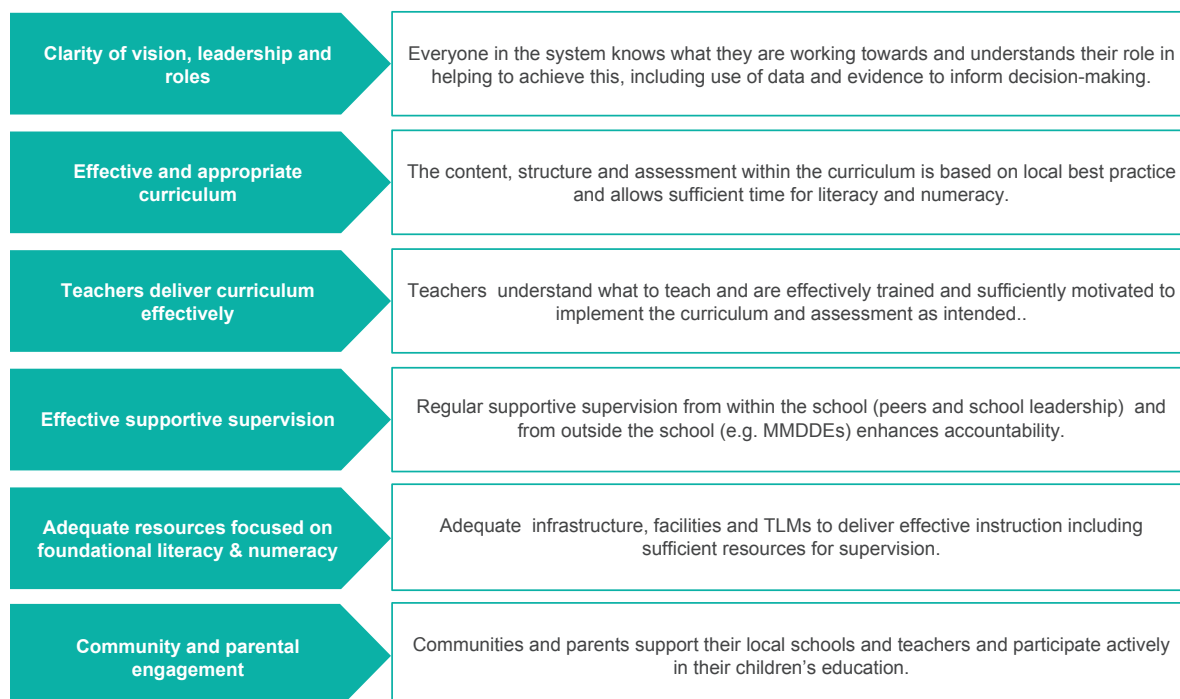 Clarity of vision, leadership and
roles
Everyone in the system knows what they are working towards and understands their role in
helping to achieve this, including use of data and evidence to inform decision-making.
Effective and appropriate
curriculum
The content, structure and assessment within the curriculum is based on local best practice
and allows sufficient time for literacy and numeracy.
Teachers deliver curriculum
effectively
Teachers  understand what to teach and are effectively trained and sufficiently motivated to
implement the curriculum and assessment as intended..
Effective supportive supervision
Regular supportive supervision from within the school (peers and school leadership)  and
from outside the school (e.g. MMDDEs) enhances accountability.
Adequate resources focused on
foundational literacy & numeracy
Adequate  infrastructure, facilities and TLMs to deliver effective instruction including
sufficient resources for supervision.
Community and parental
engagement
Communities and parents support their local schools and teachers and participate actively
in their children’s education.